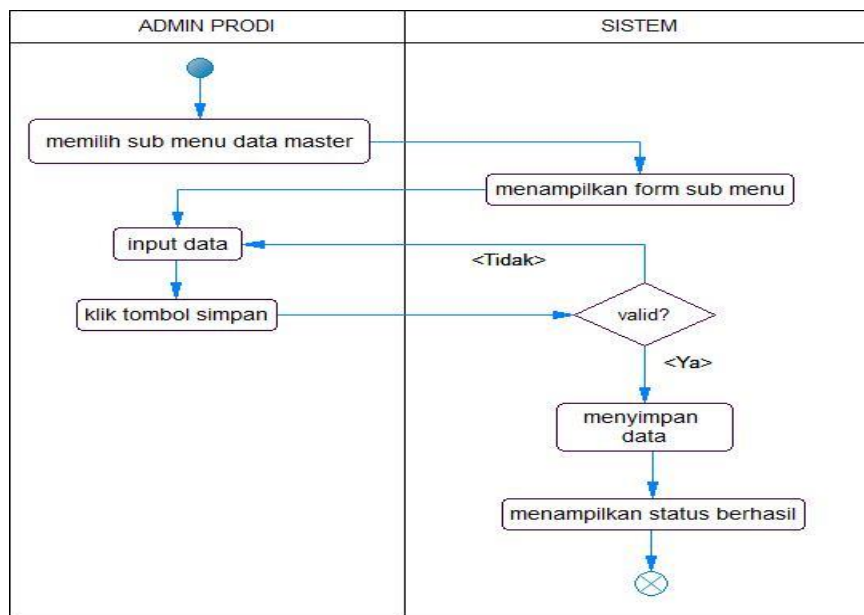 ADMIN PRODI
SISTEM
memilih sub menu data master
menampilkan form sub menu
input data
<Tidak>
klik tombol simpan
valid?
<Ya>
menyimpan
data
menampilkan status berhasil